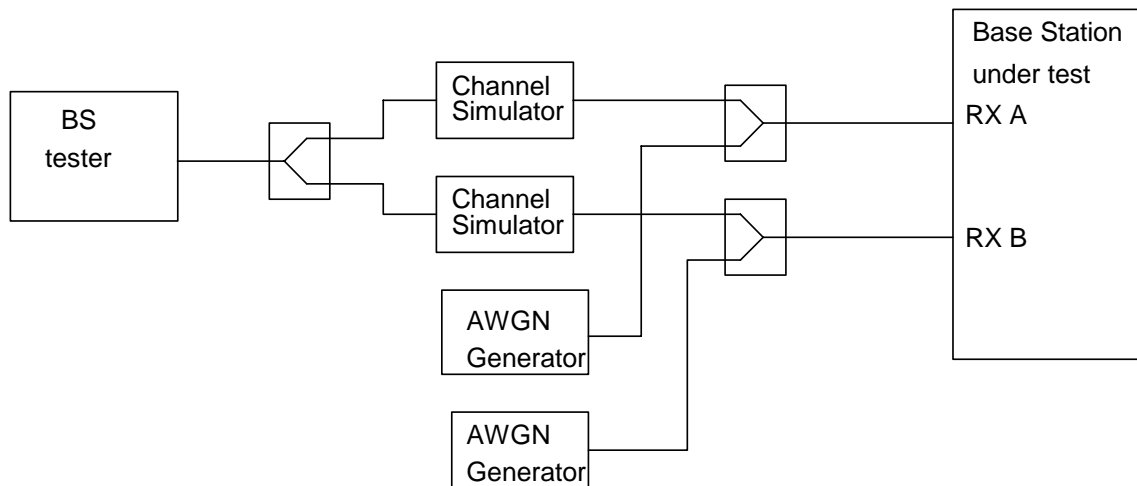 BS
tester
Channel
Simulator
Channel
Simulator
AWGN
Generator
AWGN
Generator
Base Station
under test
RX A
RX B